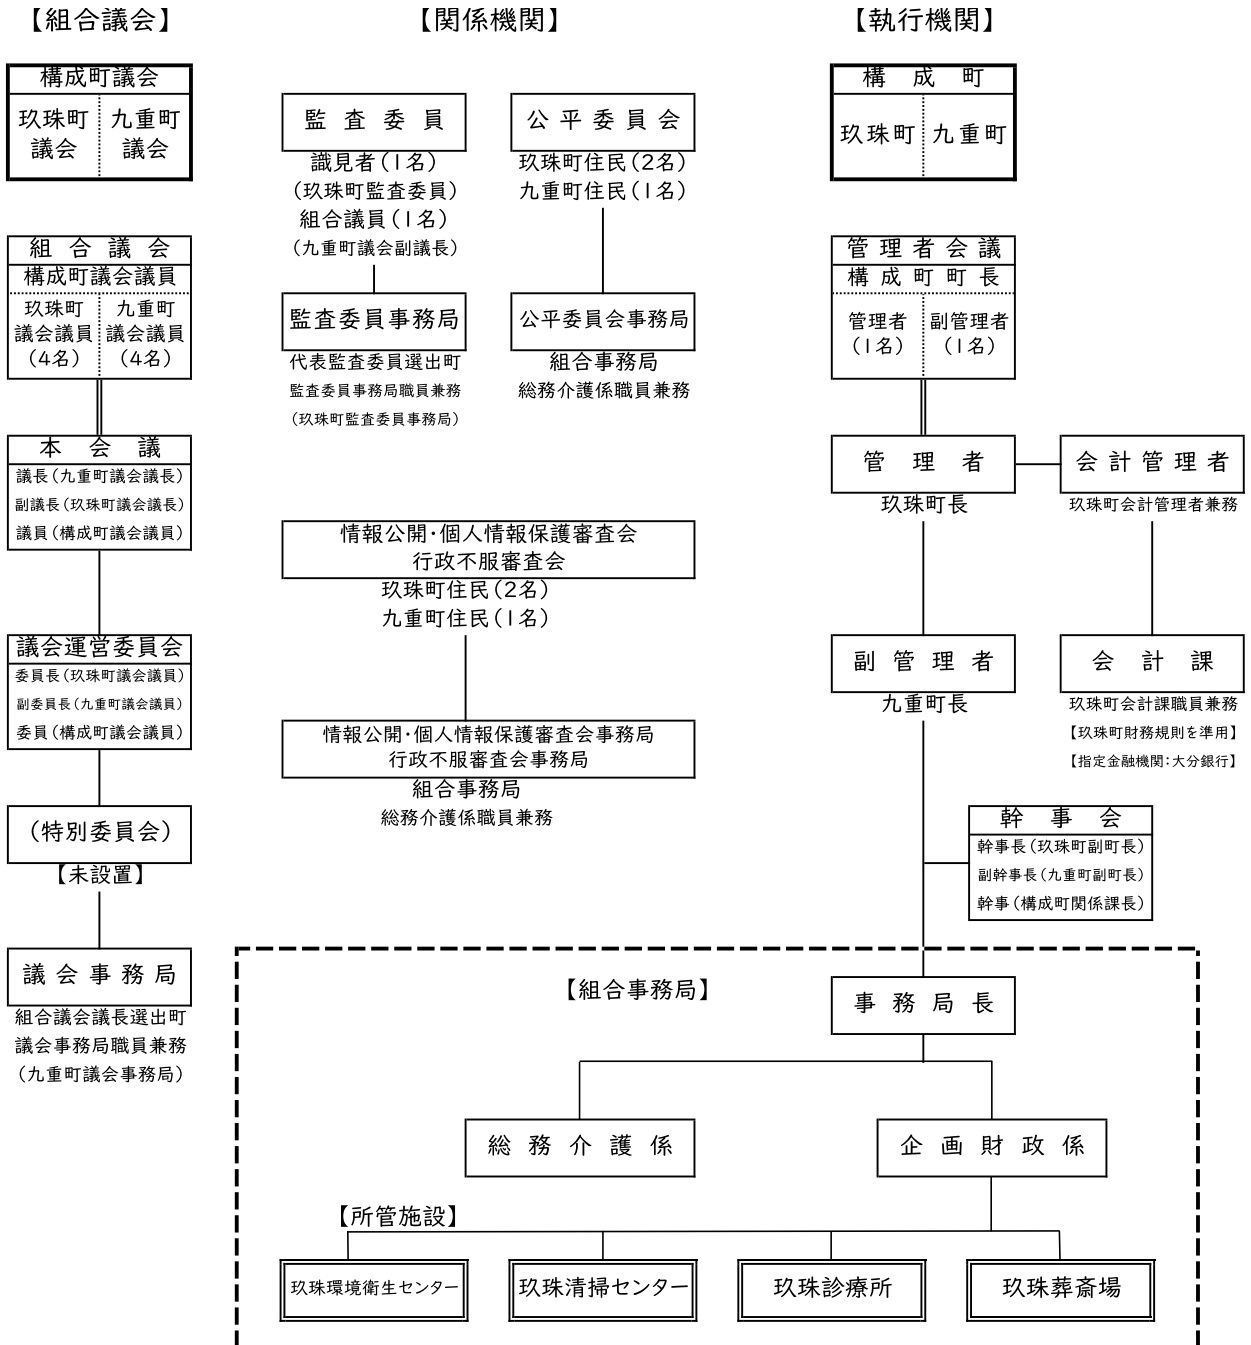 【組合議会】
構成町議会
玖珠町
議会
九重町
議会
組合議会
構成町議会議員
玖珠町
議会議員
(4名)
九重町
議会議員
(4名)
本会議
議長(九重町議会議長)
副議長(玖珠町議会議長)
議員(構成町議会議員)
議会運営委員会
委員長(玖珠町議会議員)
副委員長(九重町議会議員)
委員(構成町議会議員)
(特別委員会)
【未設置】
議会事務局
組合議会議長選出町
議会事務局職員兼務
(九重町議会事務局)
【関係機関】
監査委員
識見者(1名)
(玖珠町監査委員)
組合議員(1名)
(九重町議会副議長)
監査委員事務局
代表監査委員選出町
監査委員事務局職員兼務
(玖珠町監査委員事務局)
公平委員会
玖珠町住民(2名)
九重町住民(1名)
公平委員会事務局
組合事務局
総務介護係職員兼務
情報公開・個人情報保護審査会
行政不服審査会
玖珠町住民(2名)
九重町住民(1名)
情報公開・個人情報保護審査会事務局
行政不服審査会事務局
組合事務局
総務介護係職員兼務
【執行機関】
構成町
玖珠町
九重町
管理者会議
構成町町長
管理者
(1名)
副管理者
(1名)
管理者
玖珠町長
会計管理者
玖珠町会計管理者兼務
副管理者
九重町長
会計課
玖珠町会計課職員兼務
【玖珠町財務規則を準用】
【指定金融機関:大分銀行】
幹事会
幹事長(玖珠町副町長)
副幹事長(九重町副町長)
幹事(構成町関係課長)
【組合事務局】
事務局長
総務介護係
企画財政係
【所管施設】
玖珠環境衛生センター
玖珠清掃センター
玖珠診療所
玖珠葬斎場